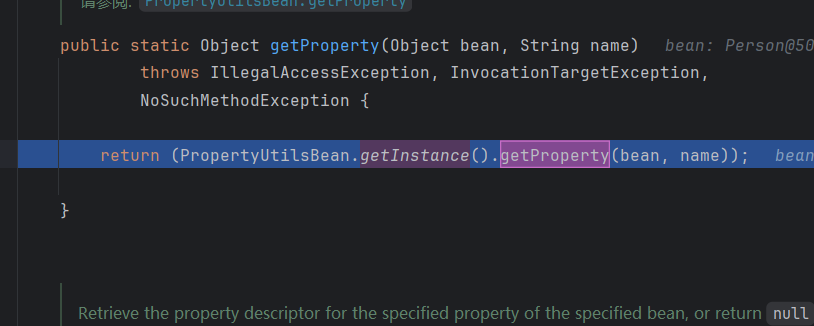 请参阅: PropertyUtilsBean.getProperty
public static Object getProperty(Object bean, String name)   bean: Person@50
throws IllegalAccessException, InvocationTargetException,
NoSuchMethodException {
return (PropertyUtilsBean.getInstance().getProperty(bean, name));   bean
}
Retrieve the property descriptor for the specified property of the specified bean, or return null